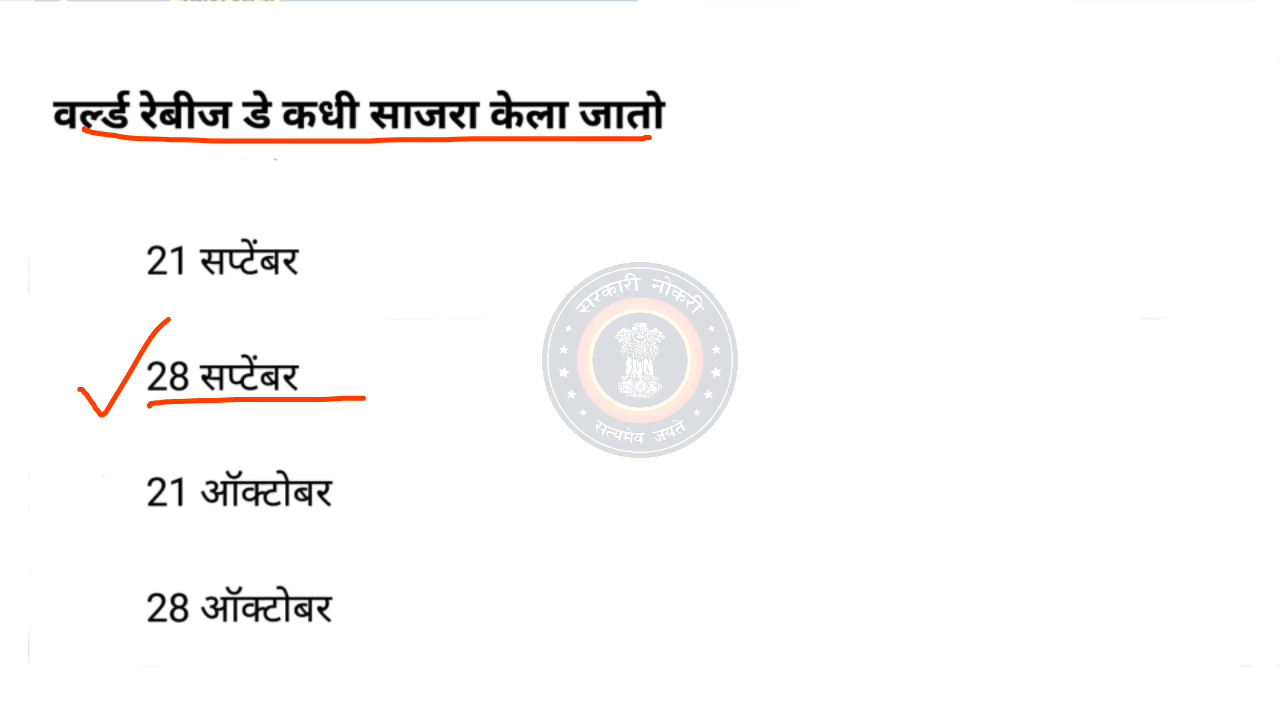 वर्ल्ड रेबीज डे कधी साजरा केला जातो
21 सप्टेंबर
28 सप्टेंबर
21 ऑक्टोबर
28 ऑक्टोबर
सरकारी नोकरी
सत्यमेव जयते